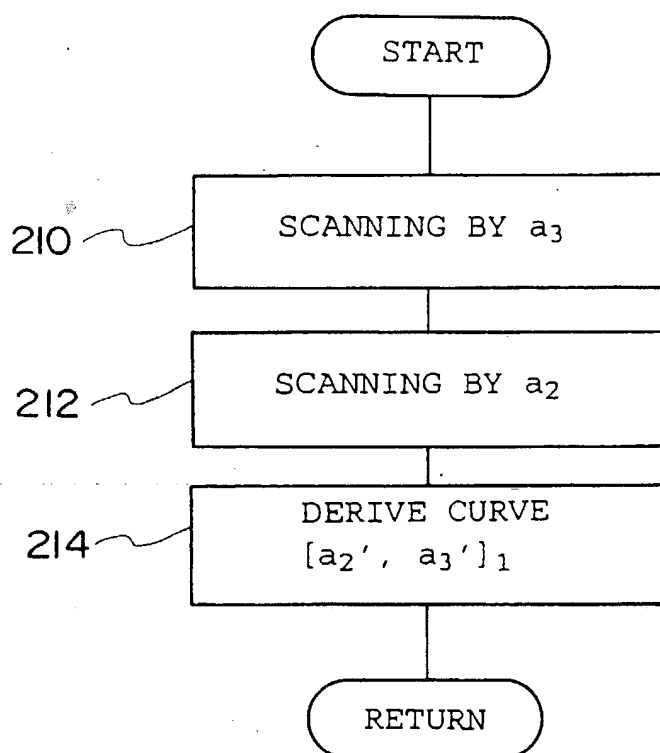 START
210
SCANNING BY a₃
212
SCANNING BY a₂
214
DERIVE CURVE
[a₂′, a₃′]₁
RETURN